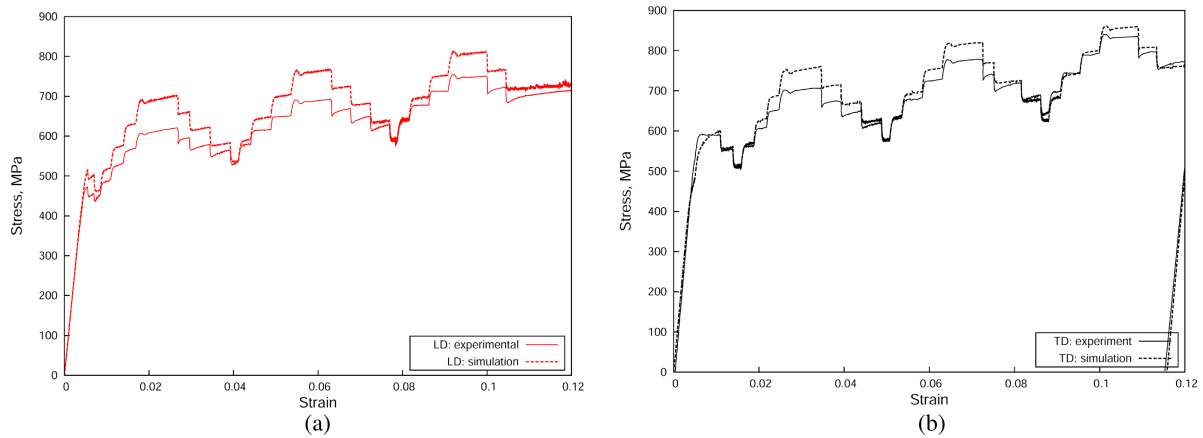 900
800
700
600
500
400
300
200
100
0
Stress, MPa
0 0.02 0.04 0.06 0.08 0.1 0.12
Strain
LD: experimental
LD: simulation
(a)
900
800
700
600
500
400
300
200
100
0
Stress, MPa
0 0.02 0.04 0.06 0.08 0.1 0.12
Strain
TD: experiment
TD: simulation
(b)